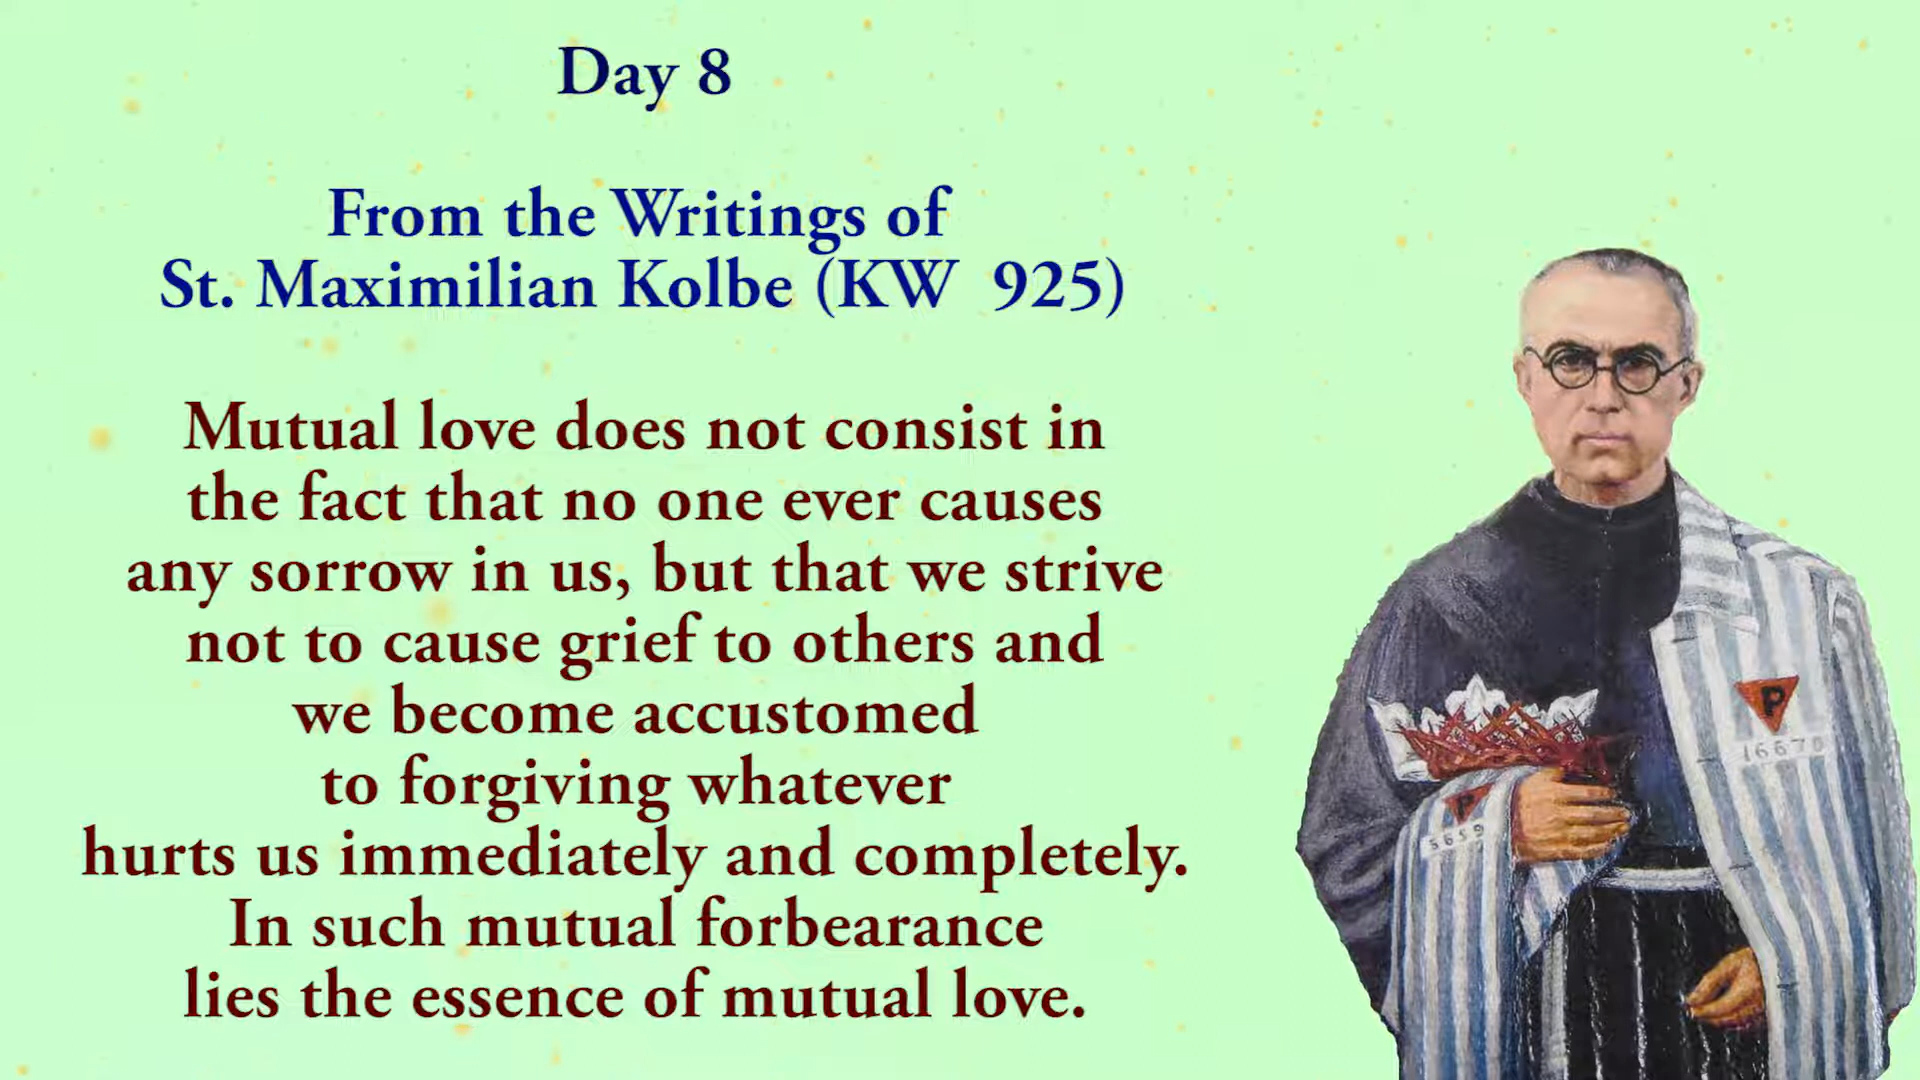 Day 8
From the Writings of
St. Maximilian Kolbe (KW 925)
Mutual love does not consist in
the fact that no one ever causes
any sorrow in us, but that we strive
not to cause grief to others and
we become accustomed
to forgiving whatever
hurts us immediately and completely.
In such mutual forbearance
lies the essence of mutual love.
P
16670
P
5659